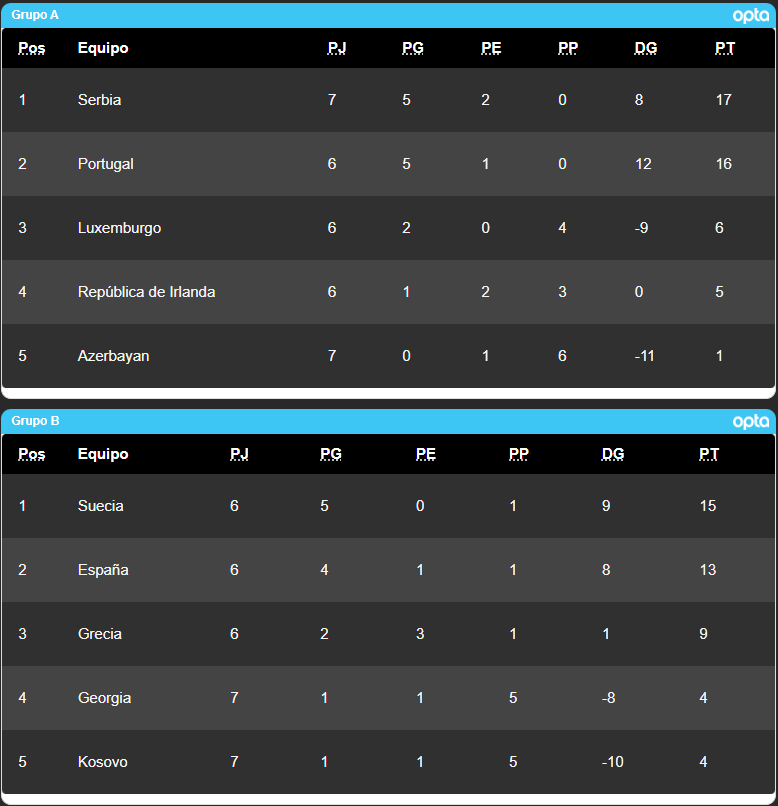 Grupo A opta
Pos Equipo PJ PG PE PP DG PT
1 Serbia 7 5 2 0 8 17
2 Portugal 6 5 1 0 12 16
3 Luxemburgo 6 2 0 4 -9 6
4 República de Irlanda 6 1 2 3 0 5
5 Azerbayan 7 0 1 6 -11 1
Grupo B opta
Pos Equipo PJ PG PE PP DG PT
1 Suecia 6 5 0 1 9 15
2 España 6 4 1 1 8 13
3 Grecia 6 2 3 1 1 9
4 Georgia 7 1 1 5 -8 4
5 Kosovo 7 1 1 5 -10 4